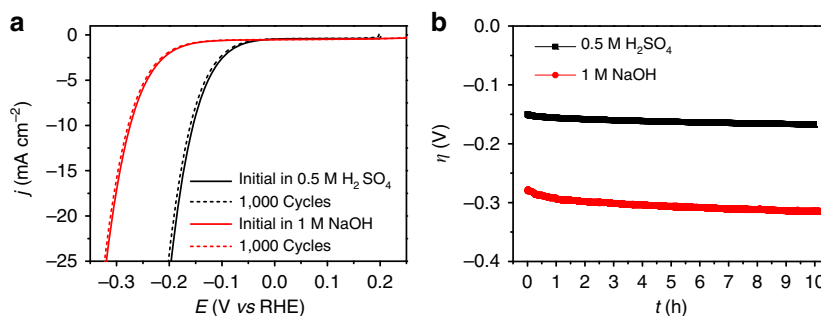 a
0
−5
−10
−15
−20
−25
j (mA cm⁻²)
Initial in 0.5 M H₂SO₄
1,000 Cycles
Initial in 1 M NaOH
1,000 Cycles
−0.3 −0.2 −0.1 0.0 0.1 0.2
E (V vs RHE)
b
−0.0
−0.1
−0.2
−0.3
−0.4
η (V)
0.5 M H₂SO₄
1 M NaOH
0 1 2 3 4 5 6 7 8 9 10
t (h)